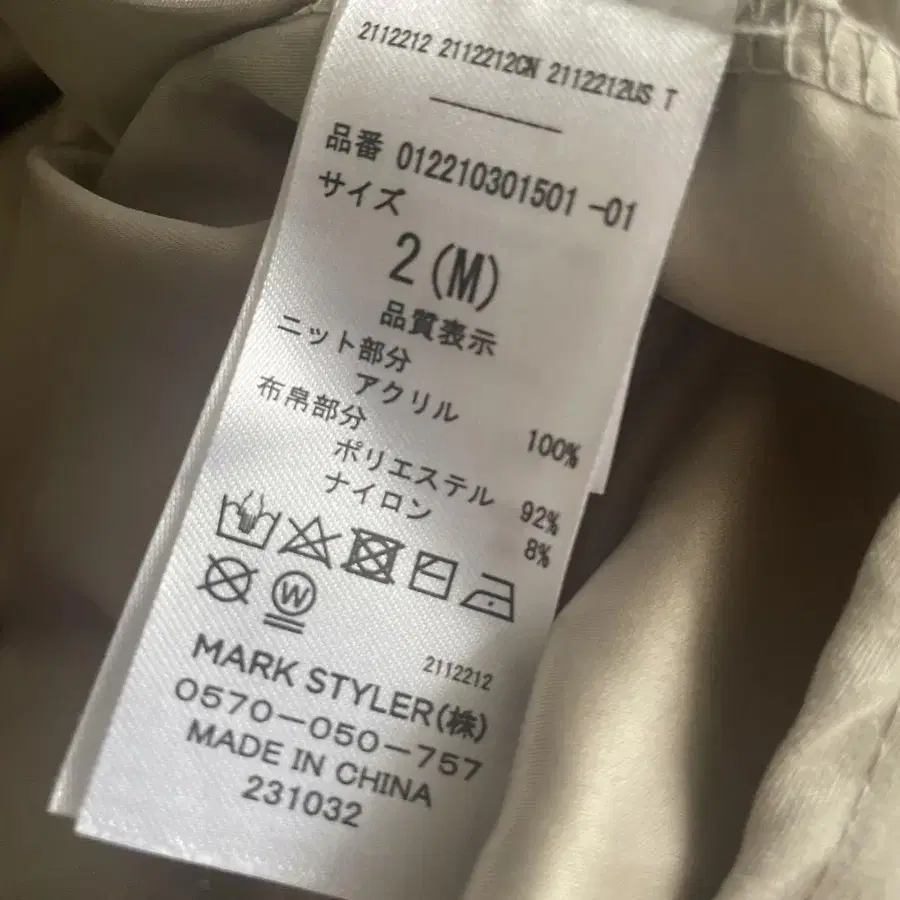 2112212 2112212CN 2112212US T
品番 012210301501 -01
サイズ
2(M)
品質表示
ニット部分
アクリル 100%
布帛部分
ポリエステル 92%
ナイロン 8%
W
2112212
MARK STYLER(株)
0570-050-757
MADE IN CHINA
231032